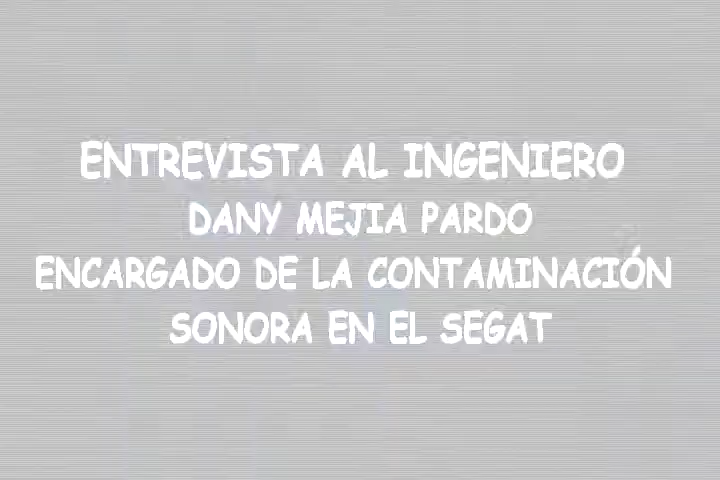 ENTREVISTA AL INGENIERO
DANY MEJIA PARDO
ENCARGADO DE LA CONTAMINACIÓN
SONORA EN EL SEGAT